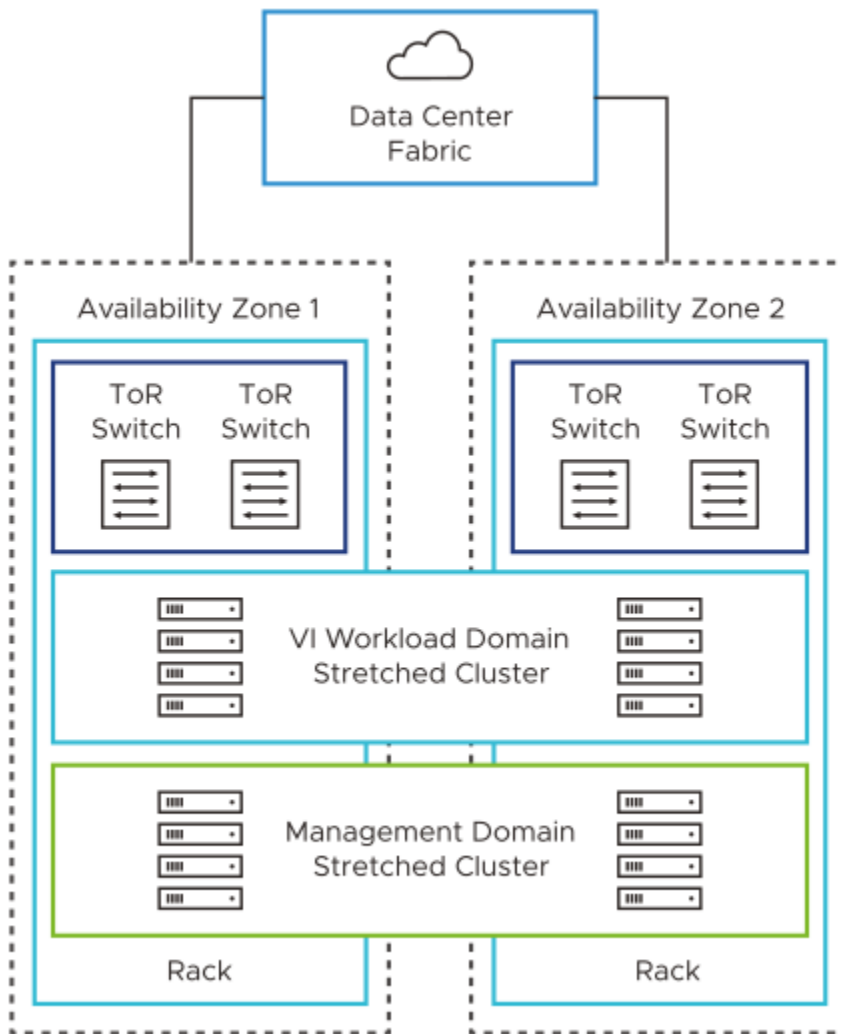 Data Center
Fabric
Availability Zone 1
Availability Zone 2
ToR
Switch
ToR
Switch
ToR
Switch
ToR
Switch
VI Workload Domain
Stretched Cluster
Management Domain
Stretched Cluster
Rack
Rack